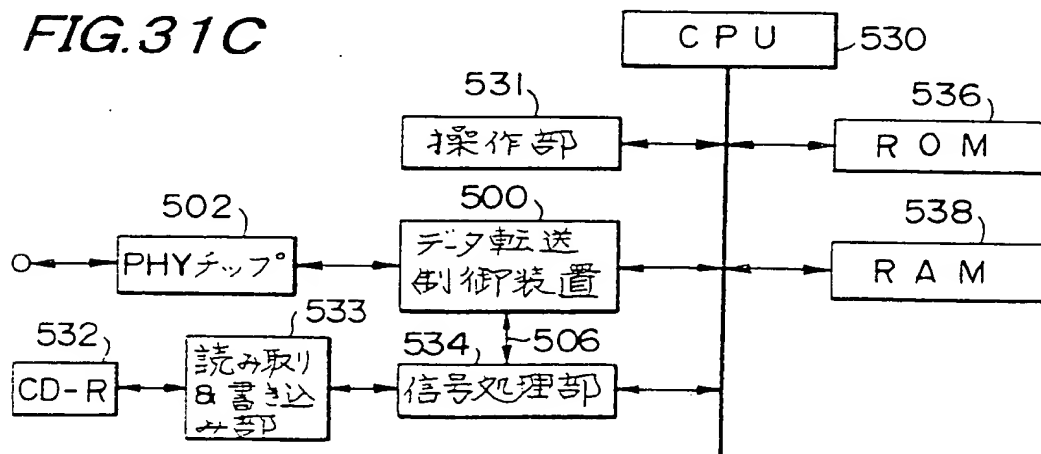 FIG.31C
CPU
530
531
操作部
536
ROM
502
PHYチップ
500
データ転送
制御装置
538
RAM
532
CD-R
533
読み取り
&書き込
み部
534
506
信号処理部